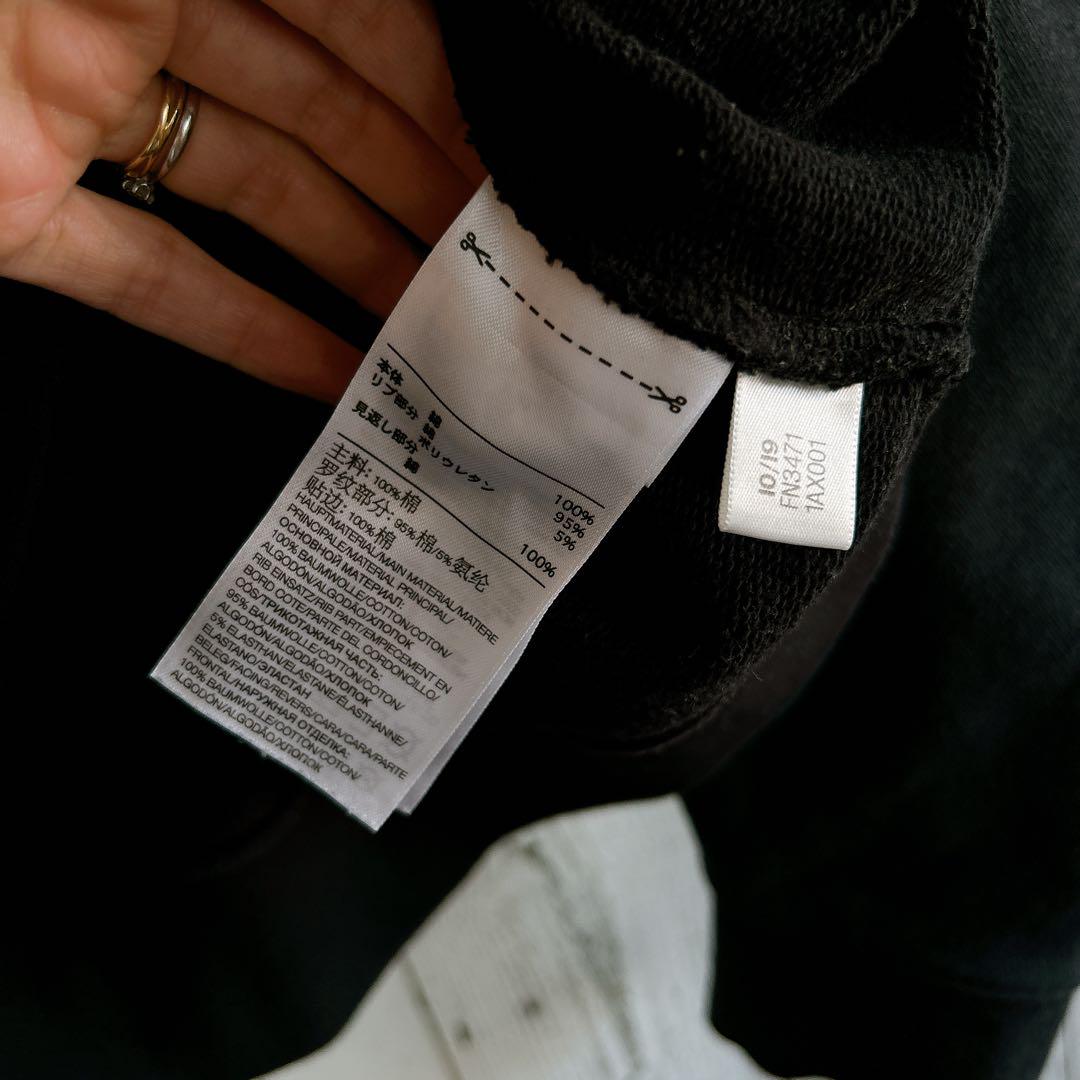 本体
綿 100%
リブ部分
綿 95%
ポリウレタン 5%
見返し部分
綿 100%
主料: 100%棉
罗纹部分: 95%棉/5%氨纶
贴边: 100%棉
HAUPTMATERIAL/MAIN MATERIAL/MATIERE
PRINCIPALE/MATERIAL PRINCIPAL/
ОСНОВНОЙ МАТЕРИАЛ:
100% BAUMWOLLE/COTTON/COTON/
ALGODÓN/ALGODÃO/ХЛОПОК
RIB EINSATZ/RIB PART/EMPIECEMENT EN
BORD COTE/PARTE DEL CORDONCILLO/
CÓS/ТРИКОТАЖНАЯ ЧАСТЬ:
95% BAUMWOLLE/COTTON/COTON/
ALGODÓN/ALGODÃO/ХЛОПОК
5% ELASTHAN/ELASTANE/ÉLASTHANNE/
ELASTANO/ЭЛАСТАН
BELEG/FACING/REVERS/CARA/CARA/PARTE
FRONTAL/НАРУЖНАЯ ОТДЕЛКА:
100% BAUMWOLLE/COTTON/COTON/
ALGODÓN/ALGODÃO/ХЛОПОК
10/19
FN3471
1AX001